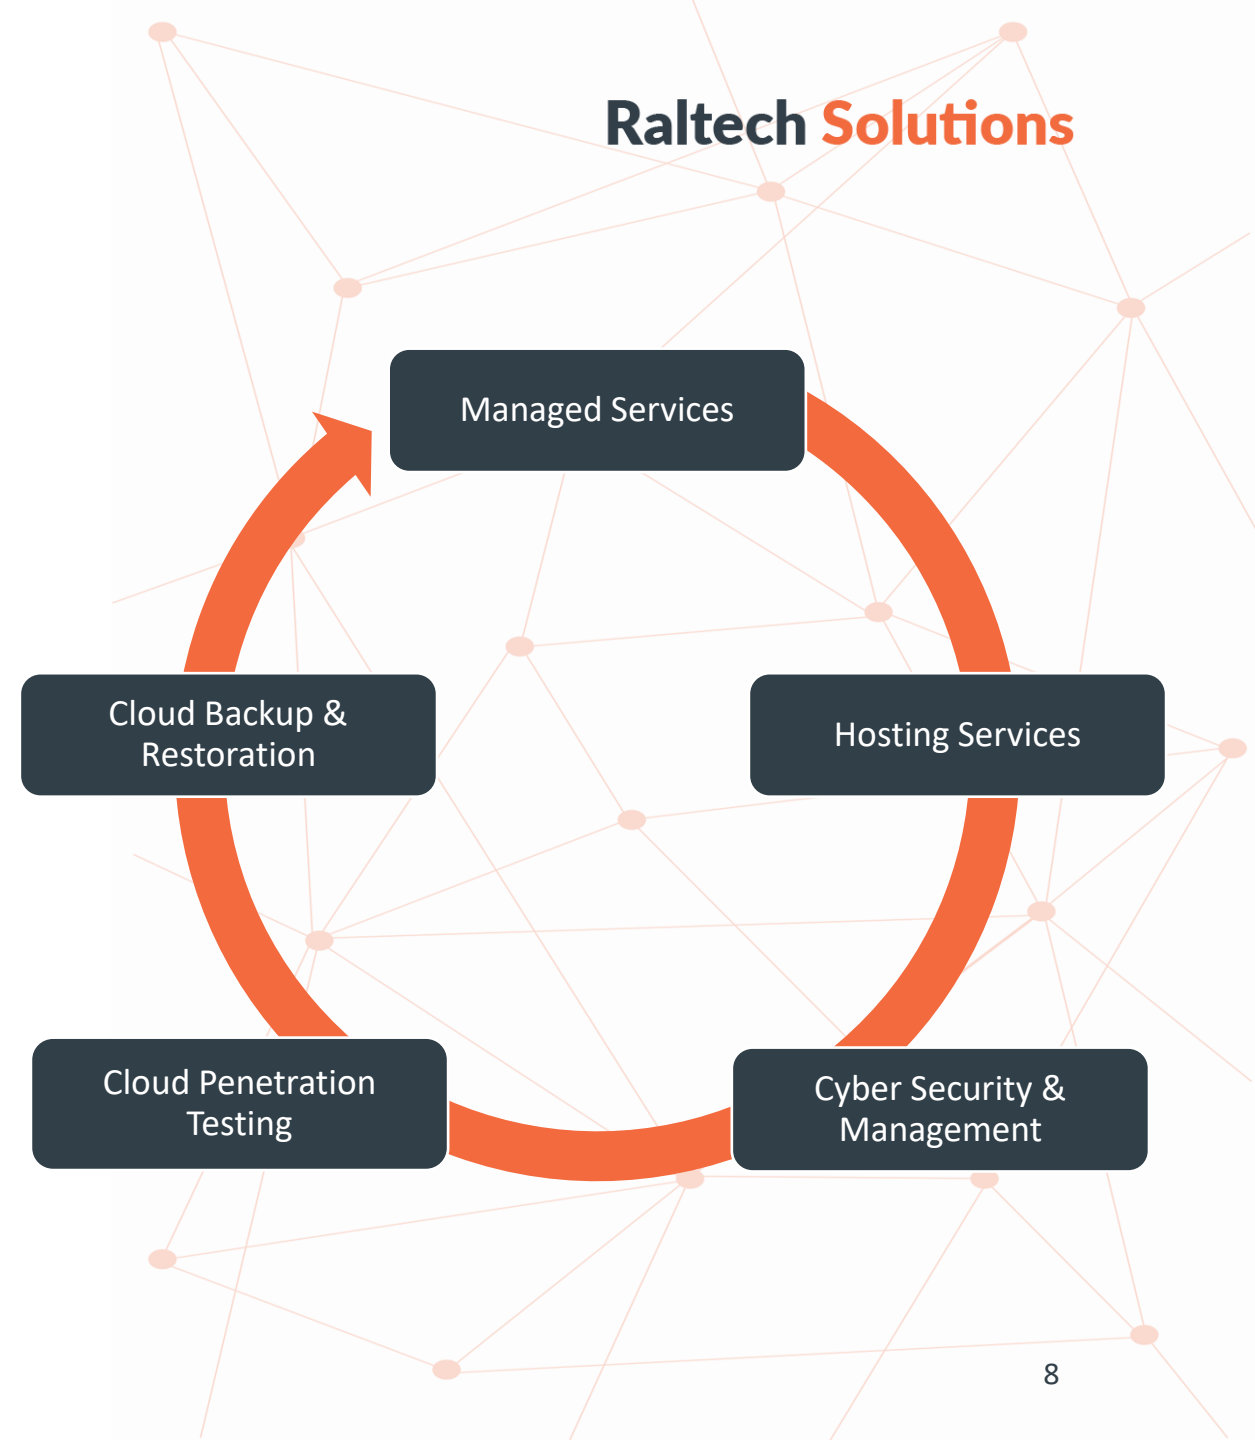 Raltech Solutions
Managed Services
Hosting Services
Cyber Security &
Management
Cloud Penetration
Testing
Cloud Backup &
Restoration
8